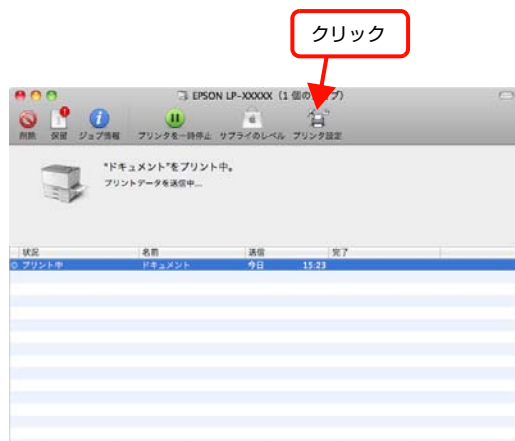 クリック
EPSON LP-XXXXX（1 個の
プ）
削除 保留 ジョブ情報 プリンタを一時停止 サプライのレベル プリンタ設定
"ドキュメント"をプリント中。
プリントデータを送信中...
状況 名前 送信 完了
プリント中 ドキュメント 今日 15:23